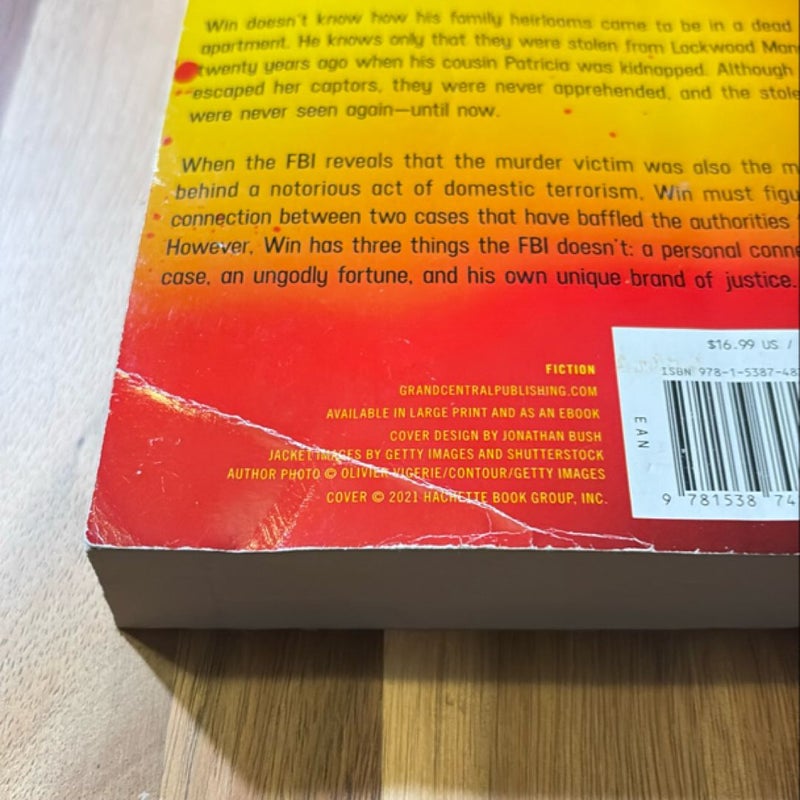 Win doesn't know how his family heirlooms came to be in a dead
apartment. He knows only that they were stolen from Lockwood Man
twenty years ago when his cousin Patricia was kidnapped. Although
escaped her captors, they were never apprehended, and the stole
were never seen again—until now.
When the FBI reveals that the murder victim was also the m
behind a notorious act of domestic terrorism, Win must figu
connection between two cases that have baffled the authorities
However, Win has three things the FBI doesn't: a personal conne
case, an ungodly fortune, and his own unique brand of justice.
FICTION
GRANDCENTRALPUBLISHING.COM
AVAILABLE IN LARGE PRINT AND AS AN EBOOK
COVER DESIGN BY JONATHAN BUSH
JACKET IMAGES BY GETTY IMAGES AND SHUTTERSTOCK
AUTHOR PHOTO © OLIVIER VIGERIE/CONTOUR/GETTY IMAGES
COVER © 2021 HACHETTE BOOK GROUP, INC.
$16.99 US /
ISBN 978-1-5387-48
EAN
9 781538 74